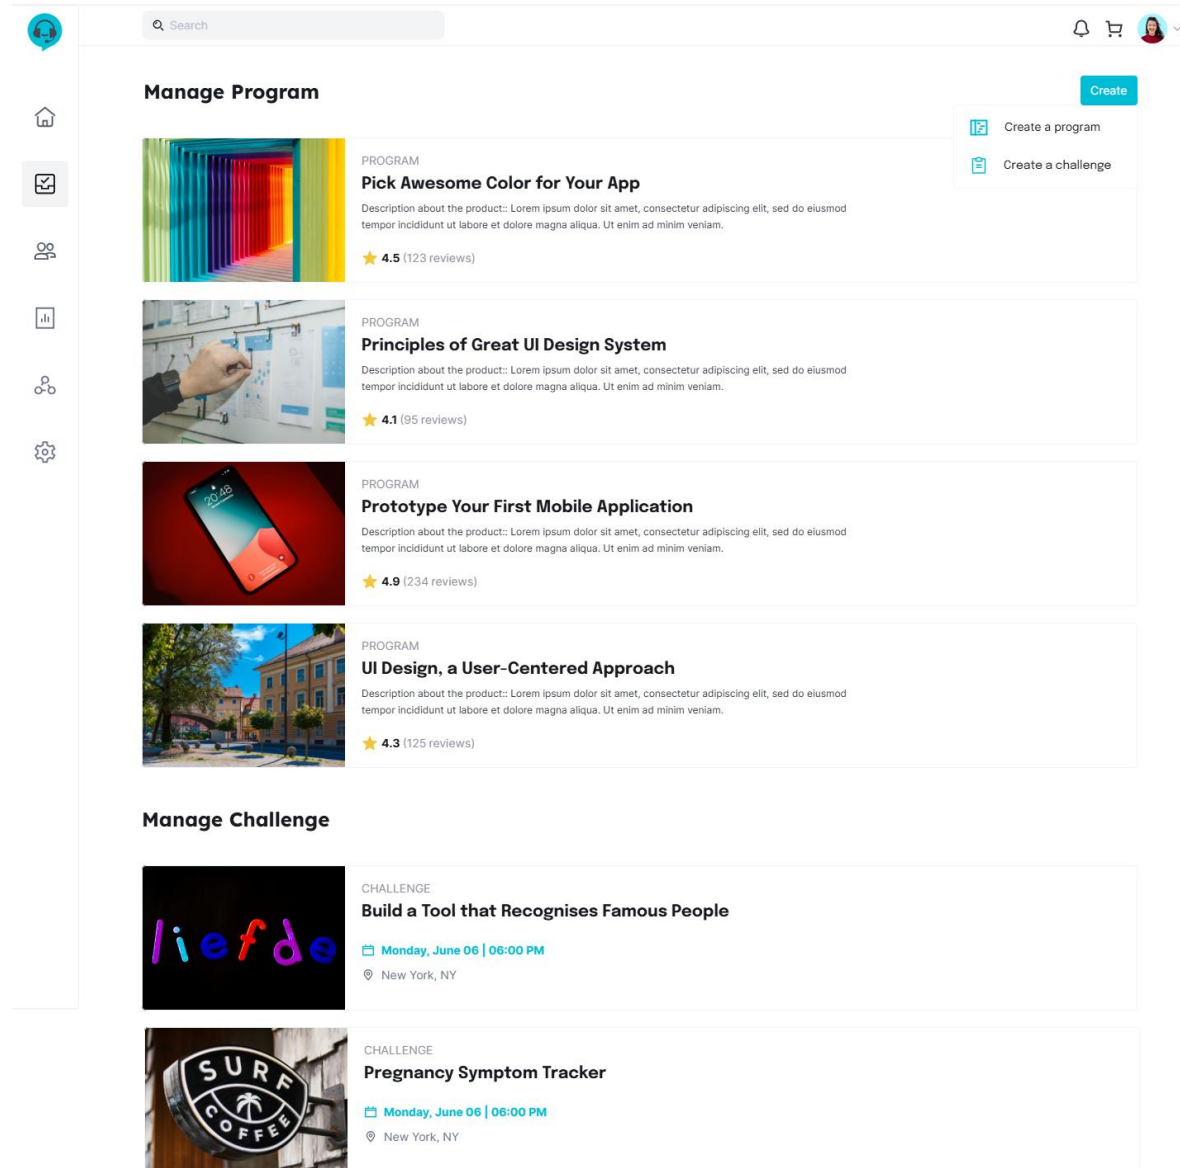 Search
Manage Program
Create
Create a program
Create a challenge
PROGRAM
Pick Awesome Color for Your App
Description about the product:: Lorem ipsum dolor sit amet, consectetur adipiscing elit, sed do eiusmod
tempor incididunt ut labore et dolore magna aliqua. Ut enim ad minim veniam.
4.5 (123 reviews)
PROGRAM
Principles of Great UI Design System
Description about the product:: Lorem ipsum dolor sit amet, consectetur adipiscing elit, sed do eiusmod
tempor incididunt ut labore et dolore magna aliqua. Ut enim ad minim veniam.
4.1 (95 reviews)
20:48
PROGRAM
Prototype Your First Mobile Application
Description about the product:: Lorem ipsum dolor sit amet, consectetur adipiscing elit, sed do eiusmod
tempor incididunt ut labore et dolore magna aliqua. Ut enim ad minim veniam.
4.9 (234 reviews)
PROGRAM
UI Design, a User-Centered Approach
Description about the product:: Lorem ipsum dolor sit amet, consectetur adipiscing elit, sed do eiusmod
tempor incididunt ut labore et dolore magna aliqua. Ut enim ad minim veniam.
4.3 (125 reviews)
Manage Challenge
liefde
CHALLENGE
Build a Tool that Recognises Famous People
Monday, June 06 | 06:00 PM
New York, NY
SURF
COFFEE
CHALLENGE
Pregnancy Symptom Tracker
Monday, June 06 | 06:00 PM
New York, NY